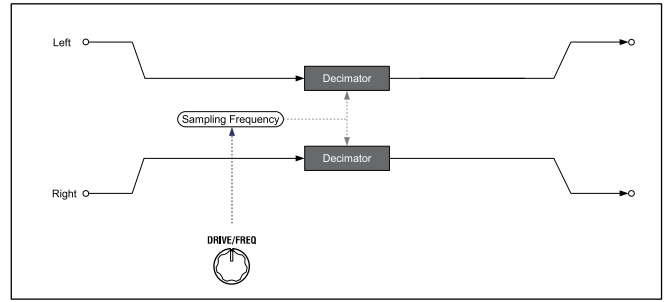 Left
Decimator
Sampling Frequency
Decimator
Right
DRIVE/FREQ